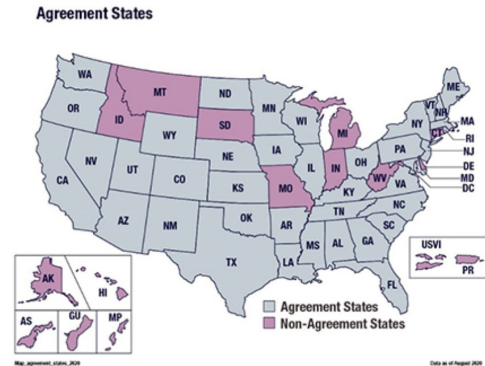 Agreement States
WA
MT
ND
MN
ME
VT
NH
OR
ID
SD
WI
NY
MA
MI
CT
RI
WY
IA
PA
NJ
NE
NV
UT
IL
IN
OH
DE
CO
WV
MD
DC
CA
KS
MO
KY
VA
NC
TN
AZ
NM
OK
AR
SC
MS
AL
GA
USVI
PR
TX
LA
FL
AK
HI
AS
GU
MP
Agreement States
Non-Agreement States
Map_agreement_states_2020
Data as of August 2020